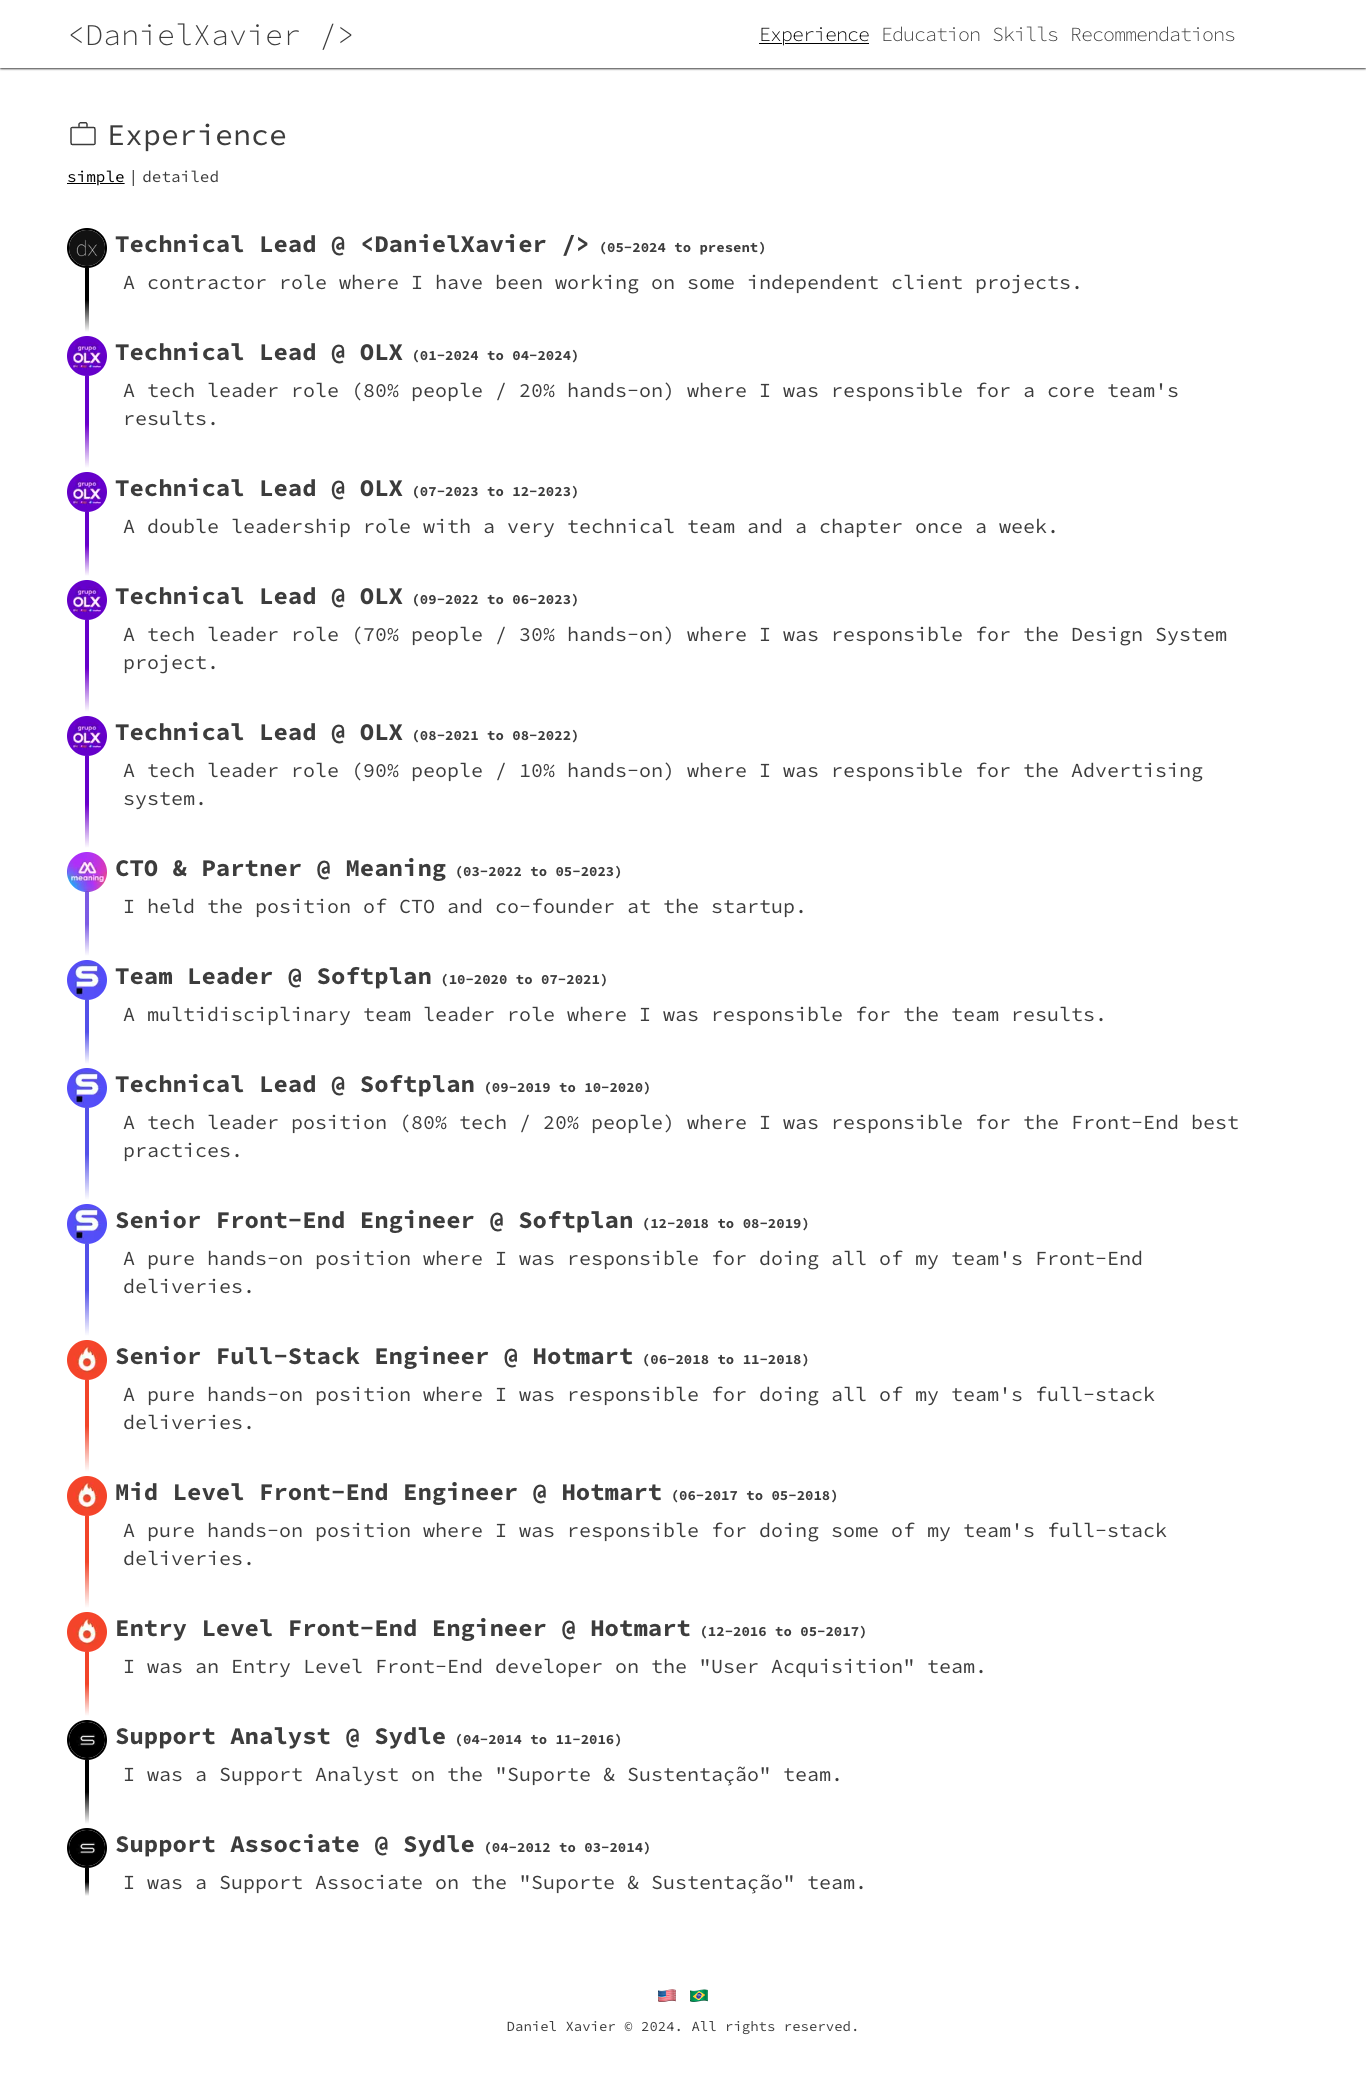 <DanielXavier />
Experience Education Skills Recommendations
Experience
simple | detailed
dx
Technical Lead @ <DanielXavier /> (05-2024 to present)
A contractor role where I have been working on some independent client projects.
grupo
OLX
Technical Lead @ OLX (01-2024 to 04-2024)
A tech leader role (80% people / 20% hands-on) where I was responsible for a core team's
results.
grupo
OLX
Technical Lead @ OLX (07-2023 to 12-2023)
A double leadership role with a very technical team and a chapter once a week.
grupo
OLX
Technical Lead @ OLX (09-2022 to 06-2023)
A tech leader role (70% people / 30% hands-on) where I was responsible for the Design System
project.
grupo
OLX
Technical Lead @ OLX (08-2021 to 08-2022)
A tech leader role (90% people / 10% hands-on) where I was responsible for the Advertising
system.
meaning
CTO & Partner @ Meaning (03-2022 to 05-2023)
I held the position of CTO and co-founder at the startup.
Team Leader @ Softplan (10-2020 to 07-2021)
A multidisciplinary team leader role where I was responsible for the team results.
Technical Lead @ Softplan (09-2019 to 10-2020)
A tech leader position (80% tech / 20% people) where I was responsible for the Front-End best
practices.
Senior Front-End Engineer @ Softplan (12-2018 to 08-2019)
A pure hands-on position where I was responsible for doing all of my team's Front-End
deliveries.
Senior Full-Stack Engineer @ Hotmart (06-2018 to 11-2018)
A pure hands-on position where I was responsible for doing all of my team's full-stack
deliveries.
Mid Level Front-End Engineer @ Hotmart (06-2017 to 05-2018)
A pure hands-on position where I was responsible for doing some of my team's full-stack
deliveries.
Entry Level Front-End Engineer @ Hotmart (12-2016 to 05-2017)
I was an Entry Level Front-End developer on the "User Acquisition" team.
Support Analyst @ Sydle (04-2014 to 11-2016)
I was a Support Analyst on the "Suporte & Sustentação" team.
Support Associate @ Sydle (04-2012 to 03-2014)
I was a Support Associate on the "Suporte & Sustentação" team.
Daniel Xavier © 2024. All rights reserved.